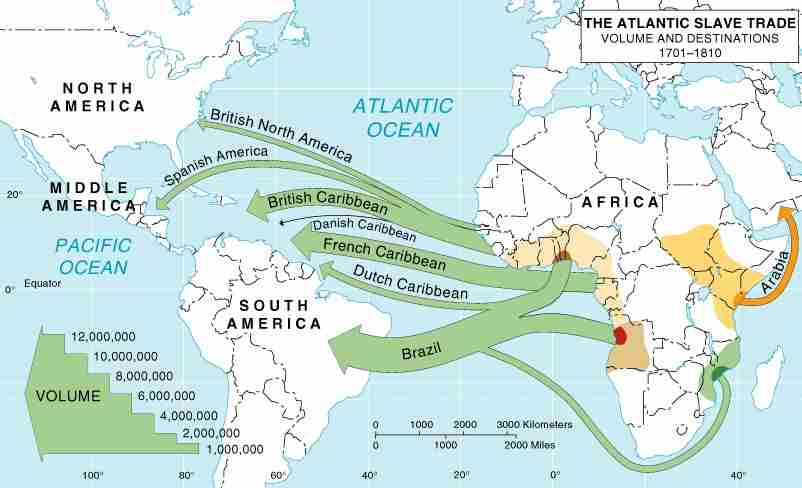 THE ATLANTIC SLAVE TRADE
VOLUME AND DESTINATIONS
1701–1810
NORTH
AMERICA
ATLANTIC
OCEAN
British North America
Spanish America
20°
MIDDLE
AMERICA
British Caribbean
AFRICA
Danish Caribbean
PACIFIC
OCEAN
French Caribbean
Arabia
Dutch Caribbean
0°
Equator
SOUTH
AMERICA
Brazil
12,000,000
10,000,000
8,000,000
VOLUME
6,000,000
4,000,000
2,000,000
1,000,000
0 1000 2000 3000 Kilometers
0 1000 2000 Miles
100° 80° 60° 40° 20° 0° 20° 40°